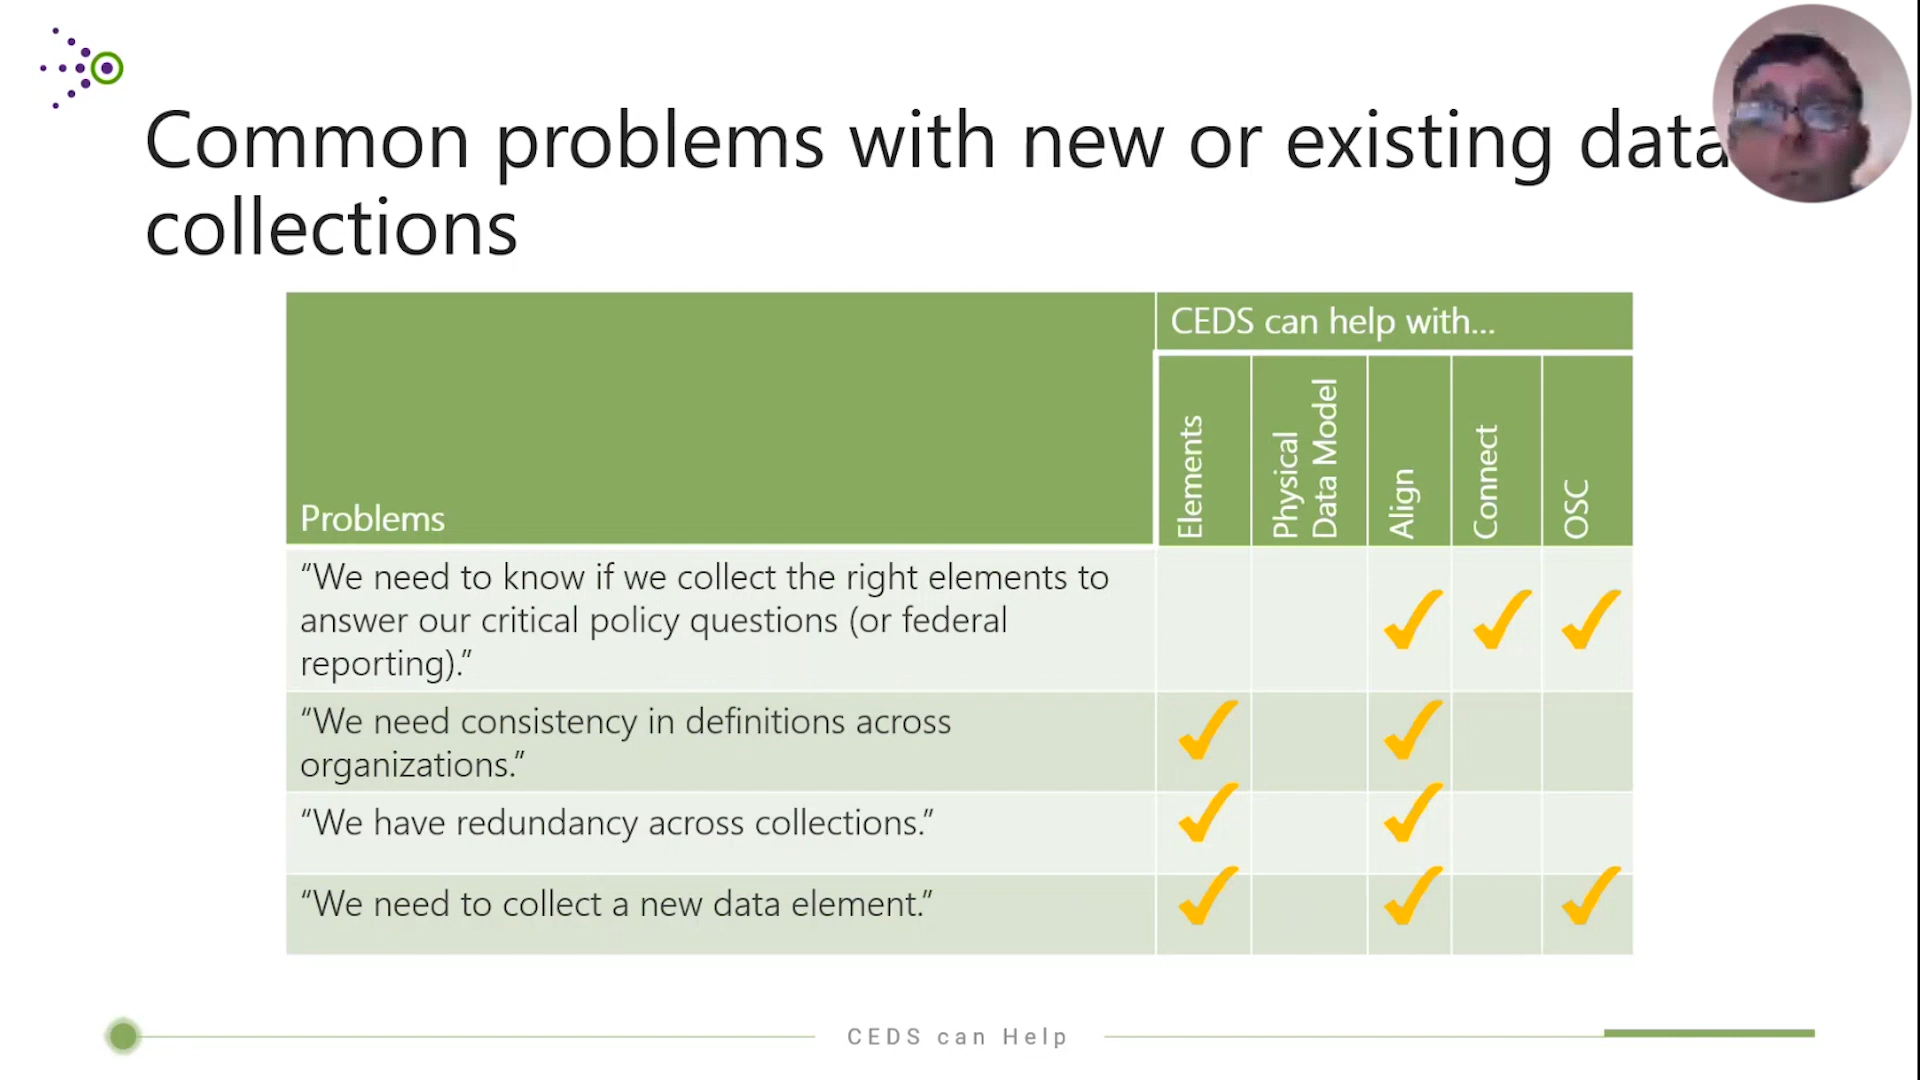 Common problems with new or existing data
collections
CEDS can help with...
Problems
Elements
Physical
Data Model
Align
Connect
OSC
“We need to know if we collect the right elements to
answer our critical policy questions (or federal
reporting).”
“We need consistency in definitions across
organizations.”
“We have redundancy across collections.”
“We need to collect a new data element.”
CEDS can Help